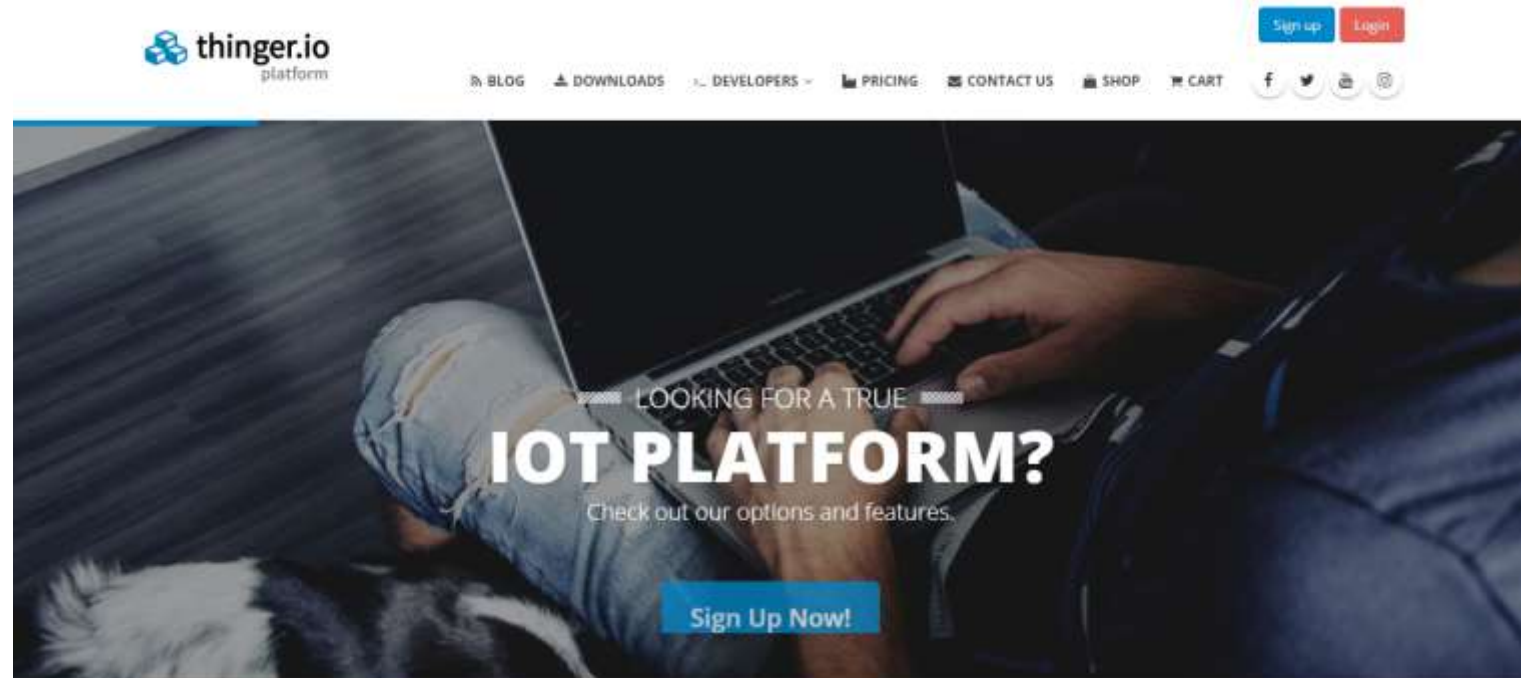 Sign up Login
thinger.io
platform
BLOG DOWNLOADS DEVELOPERS PRICING CONTACT US SHOP CART
LOOKING FOR A TRUE
IOT PLATFORM?
Check out our options and features.
Sign Up Now!